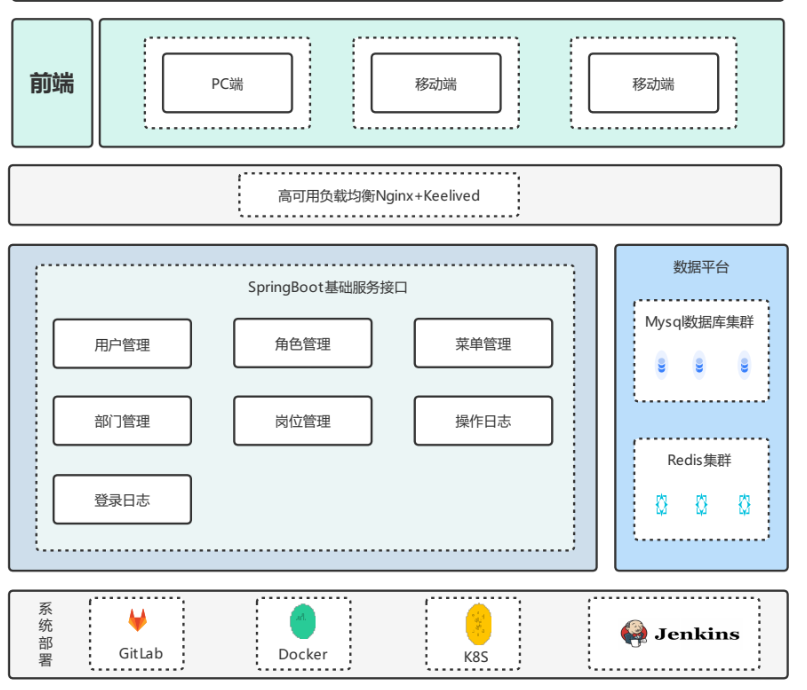 前端
PC端
移动端
移动端
高可用负载均衡Nginx+Keelived
SpringBoot基础服务接口
用户管理
角色管理
菜单管理
部门管理
岗位管理
操作日志
登录日志
数据平台
Mysql数据库集群
Redis集群
系统部署
GitLab
Docker
K8S
Jenkins